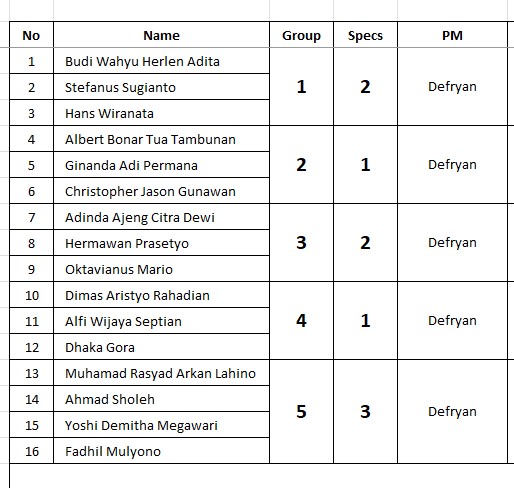 No Name Group Specs PM
1 Budi Wahyu Herlen Adita
2 Stefanus Sugianto 1 2 Defryan
3 Hans Wiranata
4 Albert Bonar Tua Tambunan
5 Ginanda Adi Permana 2 1 Defryan
6 Christopher Jason Gunawan
7 Adinda Ajeng Citra Dewi
8 Hermawan Prasetyo 3 2 Defryan
9 Oktavianus Mario
10 Dimas Aristyo Rahadian
11 Alfi Wijaya Septian 4 1 Defryan
12 Dhaka Gora
13 Muhamad Rasyad Arkan Lahino
14 Ahmad Sholeh
5 3 Defryan
15 Yoshi Demitha Megawari
16 Fadhil Mulyono